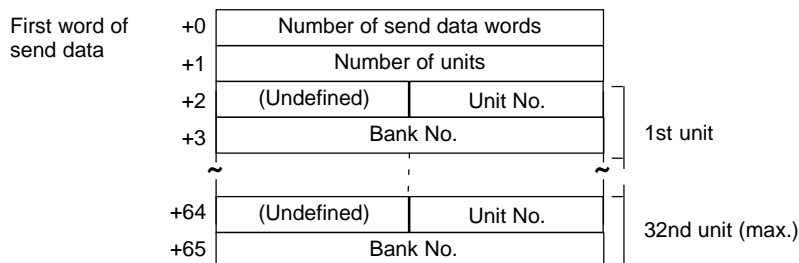 First word of
send data
+0 Number of send data words
+1 Number of units
+2 (Undefined) Unit No.
+3 Bank No.
1st unit
~ ~
+64 (Undefined) Unit No.
+65 Bank No.
32nd unit (max.)